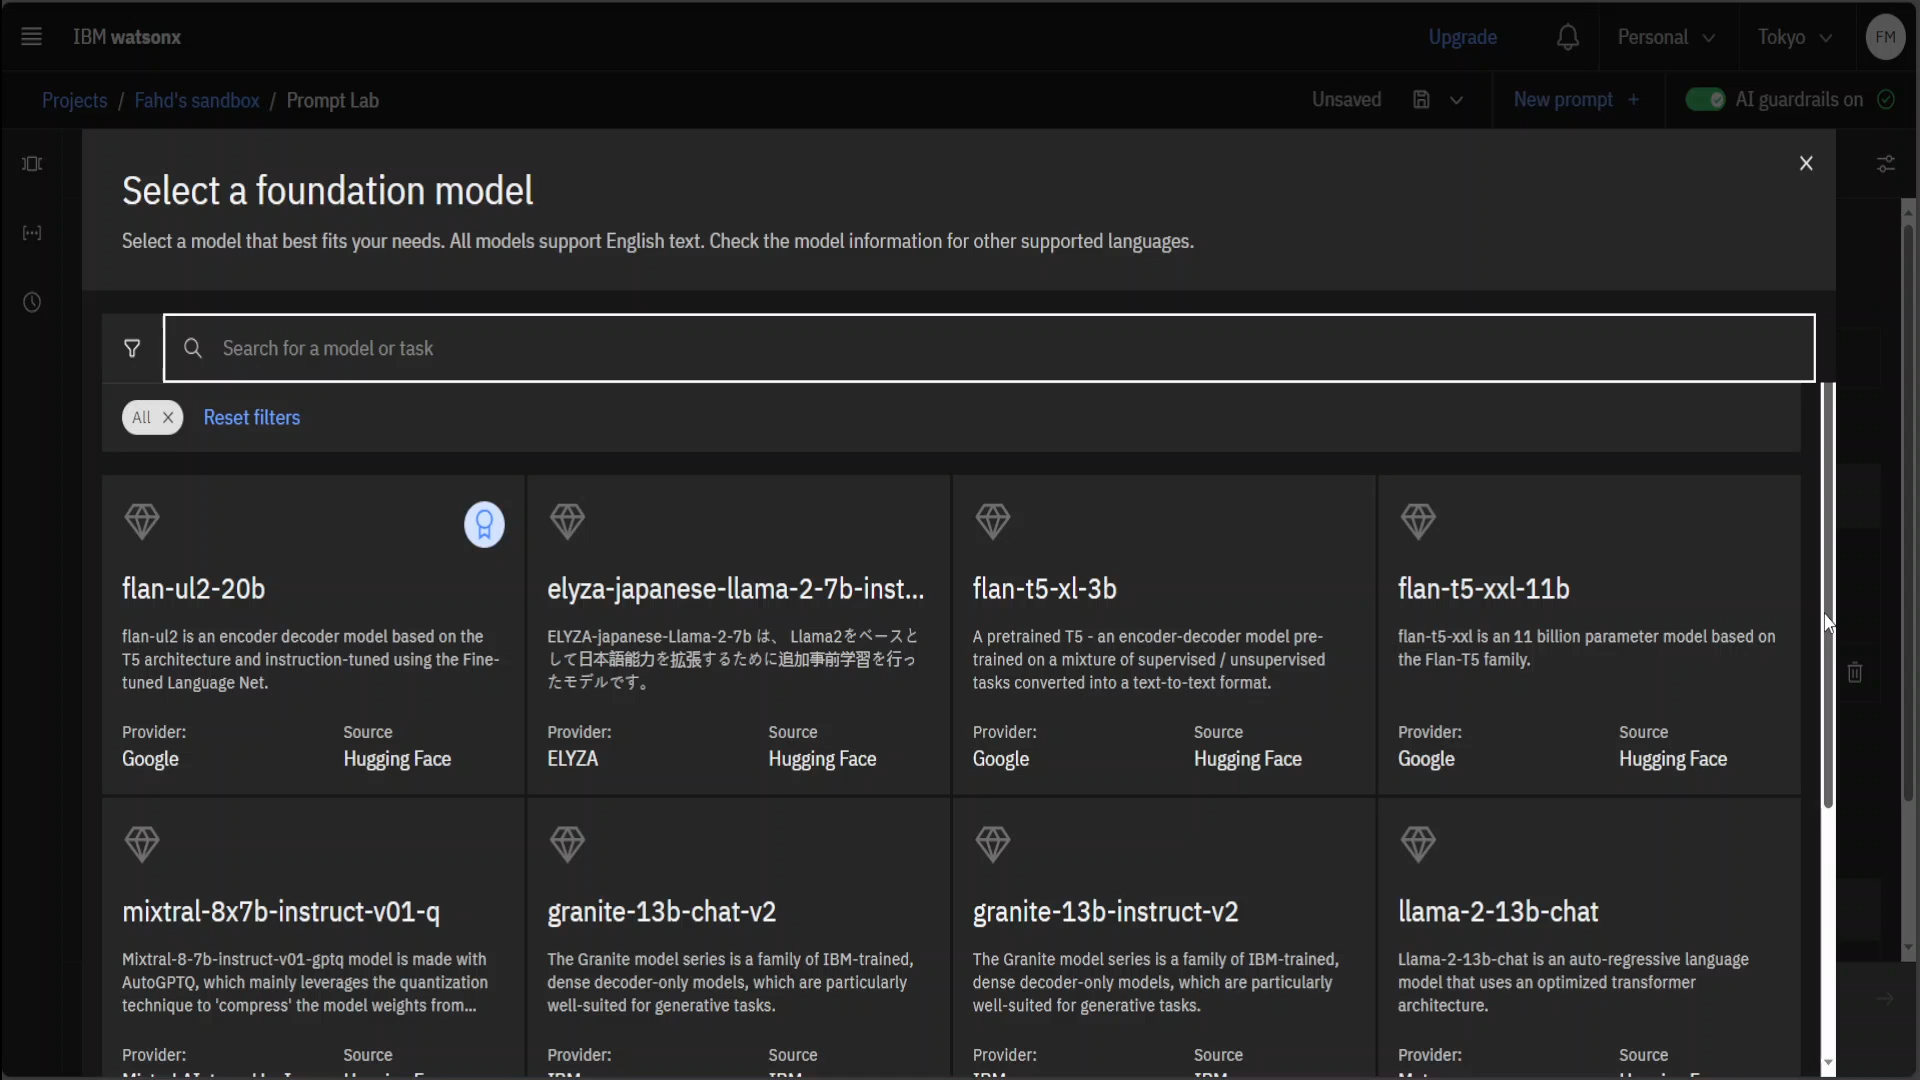 IBM watsonx
Upgrade
Personal
Tokyo
FM
Projects / Fahd's sandbox / Prompt Lab
Unsaved
New prompt +
AI guardrails on
Select a foundation model
Select a model that best fits your needs. All models support English text. Check the model information for other supported languages.
Search for a model or task
All
Reset filters
flan-ul2-20b
flan-ul2 is an encoder decoder model based on the
T5 architecture and instruction-tuned using the Fine-
tuned Language Net.
Provider:
Source
Google
Hugging Face
elyza-japanese-llama-2-7b-inst...
ELYZA-japanese-Llama-2-7b は、 Llama2をベースと
して日本語能力を拡張するために追加事前学習を行っ
たモデルです。
Provider:
Source
ELYZA
Hugging Face
flan-t5-xl-3b
A pretrained T5 - an encoder-decoder model pre-
trained on a mixture of supervised / unsupervised
tasks converted into a text-to-text format.
Provider:
Source
Google
Hugging Face
flan-t5-xxl-11b
flan-t5-xxl is an 11 billion parameter model based on
the Flan-T5 family.
Provider:
Source
Google
Hugging Face
mixtral-8x7b-instruct-v01-q
Mixtral-8-7b-instruct-v01-gptq model is made with
AutoGPTQ, which mainly leverages the quantization
technique to 'compress' the model weights from...
Provider:
Source
granite-13b-chat-v2
The Granite model series is a family of IBM-trained,
dense decoder-only models, which are particularly
well-suited for generative tasks.
Provider:
Source
IBM
IBM
granite-13b-instruct-v2
The Granite model series is a family of IBM-trained,
dense decoder-only models, which are particularly
well-suited for generative tasks.
Provider:
Source
IBM
IBM
llama-2-13b-chat
Llama-2-13b-chat is an auto-regressive language
model that uses an optimized transformer
architecture.
Provider:
Source